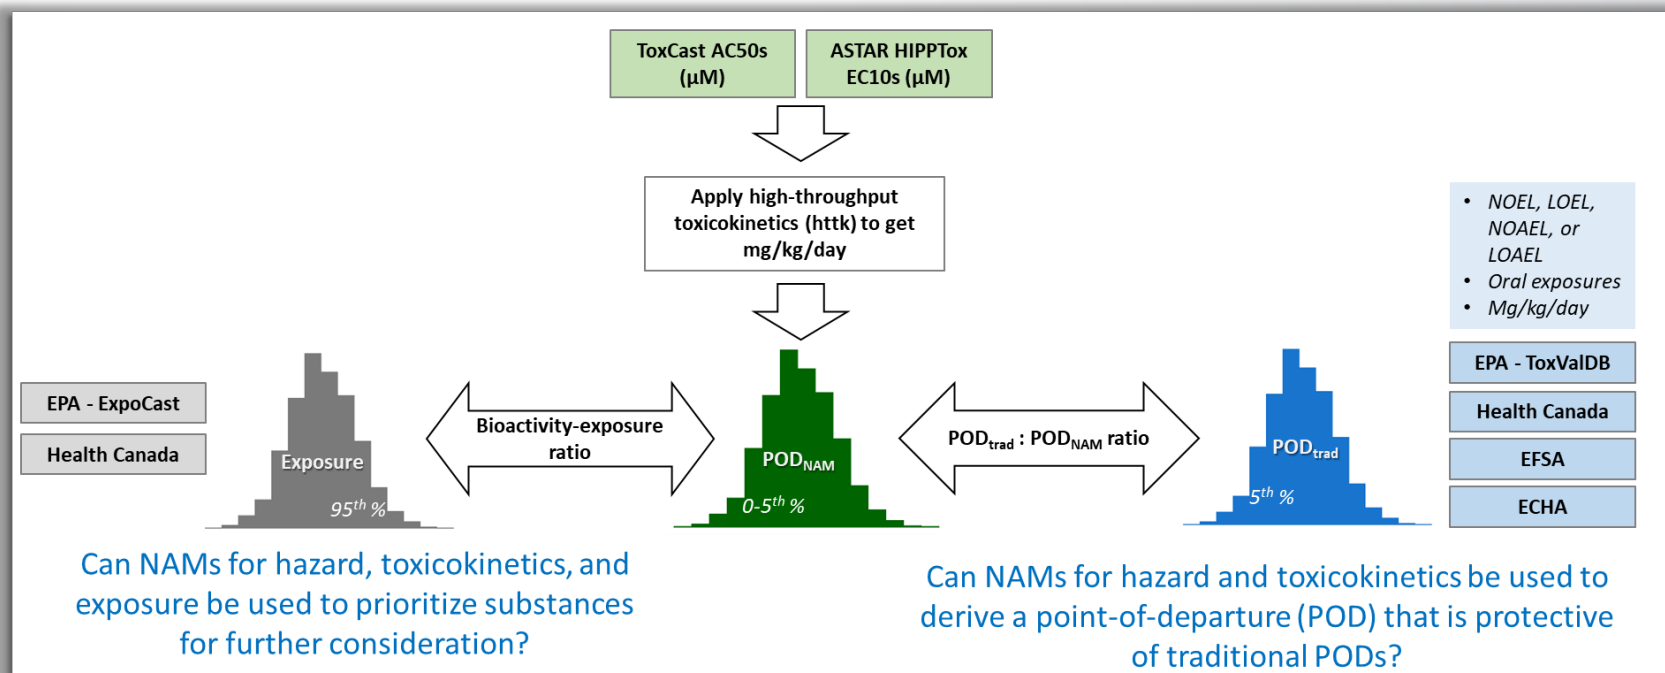 ToxCast AC50s
(µM)
ASTAR HIPPTox
EC10s (µM)
Apply high-throughput
toxicokinetics (httk) to get
mg/kg/day
• NOEL, LOEL,
NOAEL, or
LOAEL
• Oral exposures
• Mg/kg/day
EPA - ExpoCast
Health Canada
Exposure
95th %
Bioactivity-exposure
ratio
PODNAM
0-5th %
PODtrad : PODNAM ratio
PODtrad
5th %
EPA - ToxValDB
Health Canada
EFSA
ECHA
Can NAMs for hazard, toxicokinetics, and
exposure be used to prioritize substances
for further consideration?
Can NAMs for hazard and toxicokinetics be used to
derive a point-of-departure (POD) that is protective
of traditional PODs?